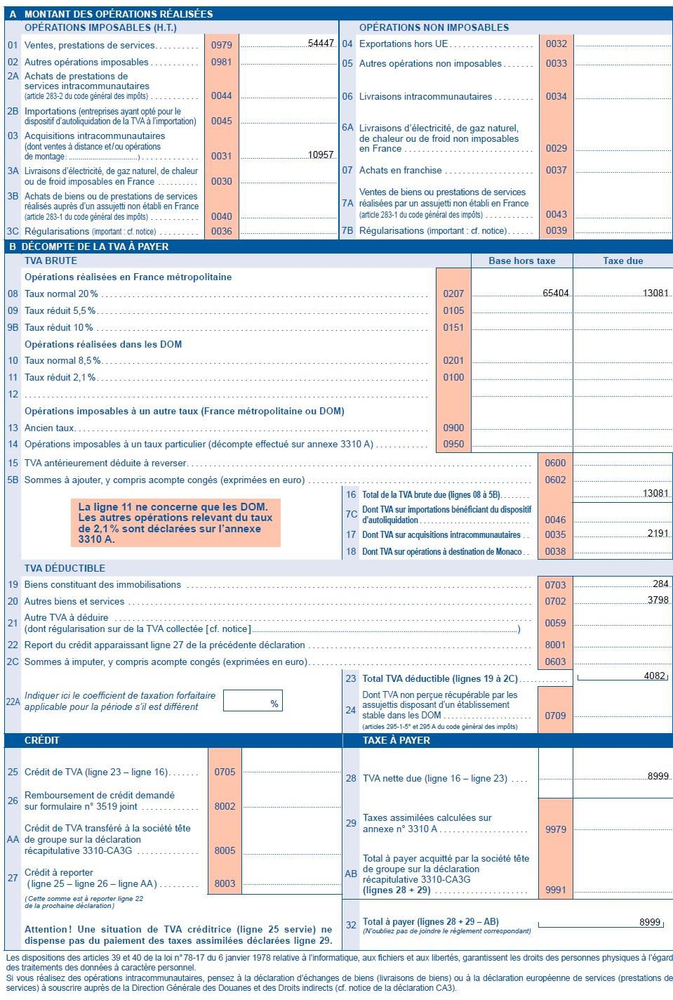 A MONTANT DES OPÉRATIONS RÉALISÉES
OPÉRATIONS IMPOSABLES (H.T.)
01 Ventes, prestations de services.......... 0979 54447
02 Autres opérations imposables ........... 0981
2A Achats de prestations de
services intracommunautaires
(article 283-2 du code général des impôts) ........... 0044
2B Importations (entreprises ayant opté pour le
dispositif d'autoliquidation de la TVA à l'importation) 0045
03 Acquisitions intracommunautaires
(dont ventes à distance et/ou opérations
de montage: ....................................) ............. 0031 10957
3A Livraisons d'électricité, de gaz naturel, de chaleur
ou de froid imposables en France .......... 0030
3B Achats de biens ou de prestations de services
réalisés auprès d'un assujetti non établi en France
(article 283-1 du code général des impôts) ........... 0040
3C Régularisations (important : cf. notice) ......... 0036
OPÉRATIONS NON IMPOSABLES
04 Exportations hors UE................... 0032
05 Autres opérations non imposables ....... 0033
06 Livraisons intracommunautaires ......... 0034
6A Livraisons d'électricité, de gaz naturel,
de chaleur ou de froid non imposables
en France ............................. 0029
07 Achats en franchise .................... 0037
7A Ventes de biens ou prestations de services
réalisées par un assujetti non établi en France
(article 283-1 du code général des impôts) ........... 0043
7B Régularisations (important : cf. notice)...... 0039
B DÉCOMPTE DE LA TVA À PAYER
TVA BRUTE Base hors taxe Taxe due
Opérations réalisées en France métropolitaine
08 Taux normal 20 % .......... 0207 65404 13081
09 Taux réduit 5,5 %.......... 0105
9B Taux réduit 10 % .......... 0151
Opérations réalisées dans les DOM
10 Taux normal 8,5 %.......... 0201
11 Taux réduit 2,1 %.......... 0100
12 ..........
Opérations imposables à un autre taux (France métropolitaine ou DOM)
13 Ancien taux.......... 0900
14 Opérations imposables à un taux particulier (décompte effectué sur annexe 3310 A) ............ 0950
15 TVA antérieurement déduite à reverser.......... 0600
5B Sommes à ajouter, y compris acompte congés (exprimées en euro) .......... 0602
La ligne 11 ne concerne que les DOM.
Les autres opérations relevant du taux
de 2,1 % sont déclarées sur l'annexe
3310 A.
16 Total de la TVA brute due (lignes 08 à 5B)........ 13081
7C Dont TVA sur importations bénéficiant du dispositif
d'autoliquidation .............................. 0046
17 Dont TVA sur acquisitions intracommunautaires .. 0035 2191
18 Dont TVA sur opérations à destination de Monaco .. 0038
TVA DÉDUCTIBLE
19 Biens constituant des immobilisations .......... 0703 284
20 Autres biens et services .......... 0702 3798
21 Autre TVA à déduire ..........
(dont régularisation sur de la TVA collectée [cf. notice]..........) 0059
22 Report du crédit apparaissant ligne 27 de la précédente déclaration .......... 8001
2C Sommes à imputer, y compris acompte congés (exprimées en euro).......... 0603
22A Indiquer ici le coefficient de taxation forfaitaire
applicable pour la période s'il est différent %
23 Total TVA déductible (lignes 19 à 2C)............. 4082
24 Dont TVA non perçue récupérable par les
assujettis disposant d'un établissement
stable dans les DOM ..................... 0709
(articles 295-1-5° et 295 A du code général des impôts)
CRÉDIT
25 Crédit de TVA (ligne 23 – ligne 16)....... 0705
26 Remboursement de crédit demandé
sur formulaire n° 3519 joint ............. 8002
AA Crédit de TVA transféré à la société tête
de groupe sur la déclaration
récapitulative 3310-CA3G .............. 8005
27 Crédit à reporter
(ligne 25 – ligne 26 – ligne AA) ......... 8003
(Cette somme est à reporter ligne 22
de la prochaine déclaration)
Attention ! Une situation de TVA créditrice (ligne 25 servie) ne
dispense pas du paiement des taxes assimilées déclarées ligne 29.
TAXE À PAYER
28 TVA nette due (ligne 16 – ligne 23) .... 8999
29 Taxes assimilées calculées sur
annexe n° 3310 A .................... 9979
AB Total à payer acquitté par la société tête
de groupe sur la déclaration
récapitulative 3310-CA3G
(lignes 28 + 29) ..................... 9991
32 Total à payer (lignes 28 + 29 – AB) 8999
(N'oubliez pas de joindre le règlement correspondant)
Les dispositions des articles 39 et 40 de la loi n° 78-17 du 6 janvier 1978 relative à l'informatique, aux fichiers et aux libertés, garantissent les droits des personnes physiques à l'égard
des traitements des données à caractère personnel.
Si vous réalisez des opérations intracommunautaires, pensez à la déclaration d'échanges de biens (livraisons de biens) ou à la déclaration européenne de services (prestations de
services) à souscrire auprès de la Direction Générale des Douanes et des Droits indirects (cf. notice de la déclaration CA3).